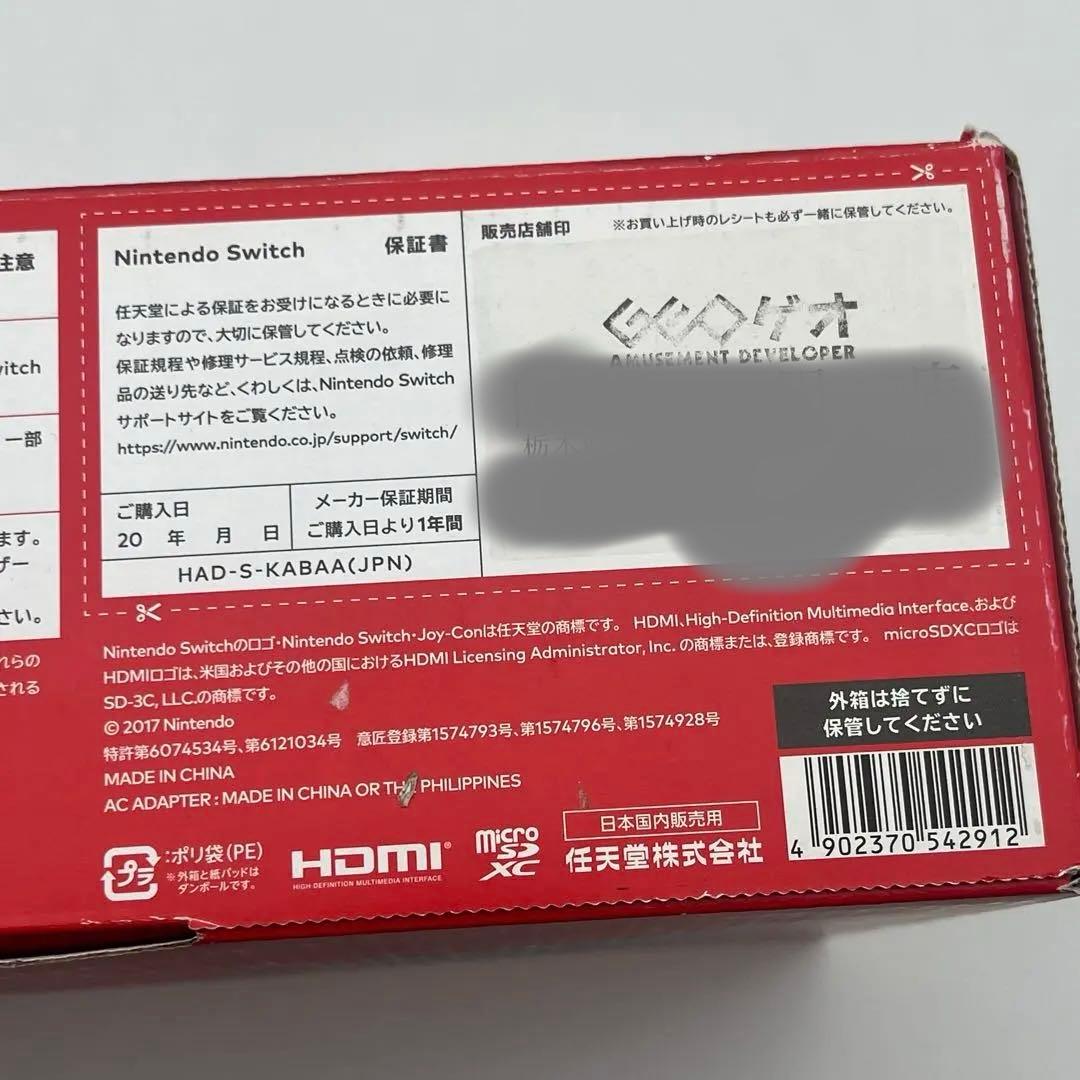 注意
vitch
一部
ます。
ザー
さい。
れらの
される
Nintendo Switch 保証書
任天堂による保証をお受けになるときに必要に
なりますので、大切に保管してください。
保証規程や修理サービス規程、点検の依頼、修理
品の送り先など、くわしくは、Nintendo Switch
サポートサイトをご覧ください。
https://www.nintendo.co.jp/support/switch/
ご購入日
20 年 月 日
メーカー保証期間
ご購入日より1年間
HAD-S-KABAA(JPN)
販売店舗印 ※お買い上げ時のレシートも必ず一緒に保管してください。
GEOゲオ
AMUSEMENT DEVELOPER
栃木
Nintendo Switchのロゴ・Nintendo Switch・Joy-Conは任天堂の商標です。 HDMI、High-Definition Multimedia Interface、および
HDMIロゴは、米国およびその他の国におけるHDMI Licensing Administrator, Inc. の商標または、登録商標です。 microSDXCロゴは
SD-3C, LLC.の商標です。
© 2017 Nintendo
特許第6074534号、第6121034号 意匠登録第1574793号、第1574796号、第1574928号
MADE IN CHINA
AC ADAPTER : MADE IN CHINA OR THE PHILIPPINES
プラ
:ポリ袋(PE)
※外箱と紙パッドは
ダンボールです。
HDMI®
HIGH-DEFINITION MULTIMEDIA INTERFACE
micro
SD
XC
日本国内販売用
任天堂株式会社
外箱は捨てずに
保管してください
4 902370 542912